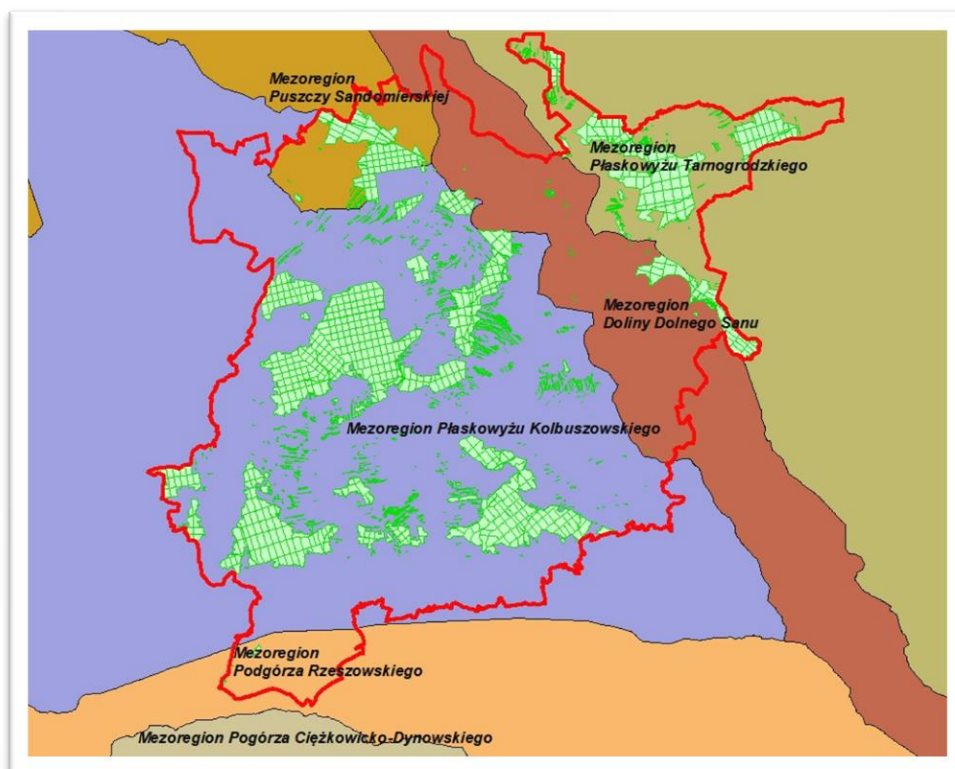 Mezoregion
Puszczy Sandomierskiej
Mezoregion
Płaskowyżu Tarnogrodzkiego
Mezoregion
Doliny Dolnego Sanu
Mezoregion Płaskowyżu Kolbuszowskiego
Mezoregion
Podgórza Rzeszowskiego
Mezoregion Pogórza Ciężkowicko-Dynowskiego